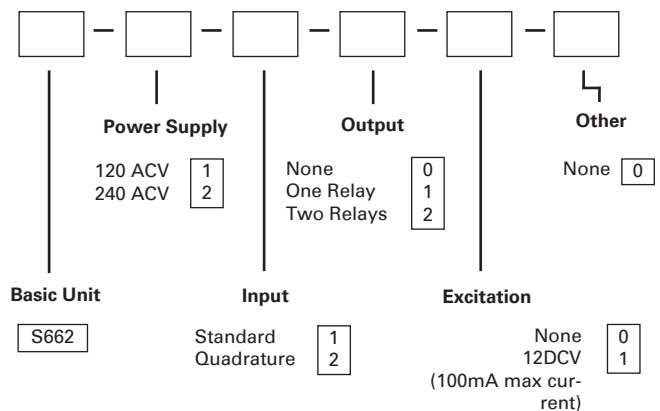 Power Supply
120 ACV 1
240 ACV 2
Output
None 0
One Relay 1
Two Relays 2
Other
None 0
Basic Unit
S662
Input
Standard 1
Quadrature 2
Excitation
None 0
12DCV 1
(100mA max cur-
rent)